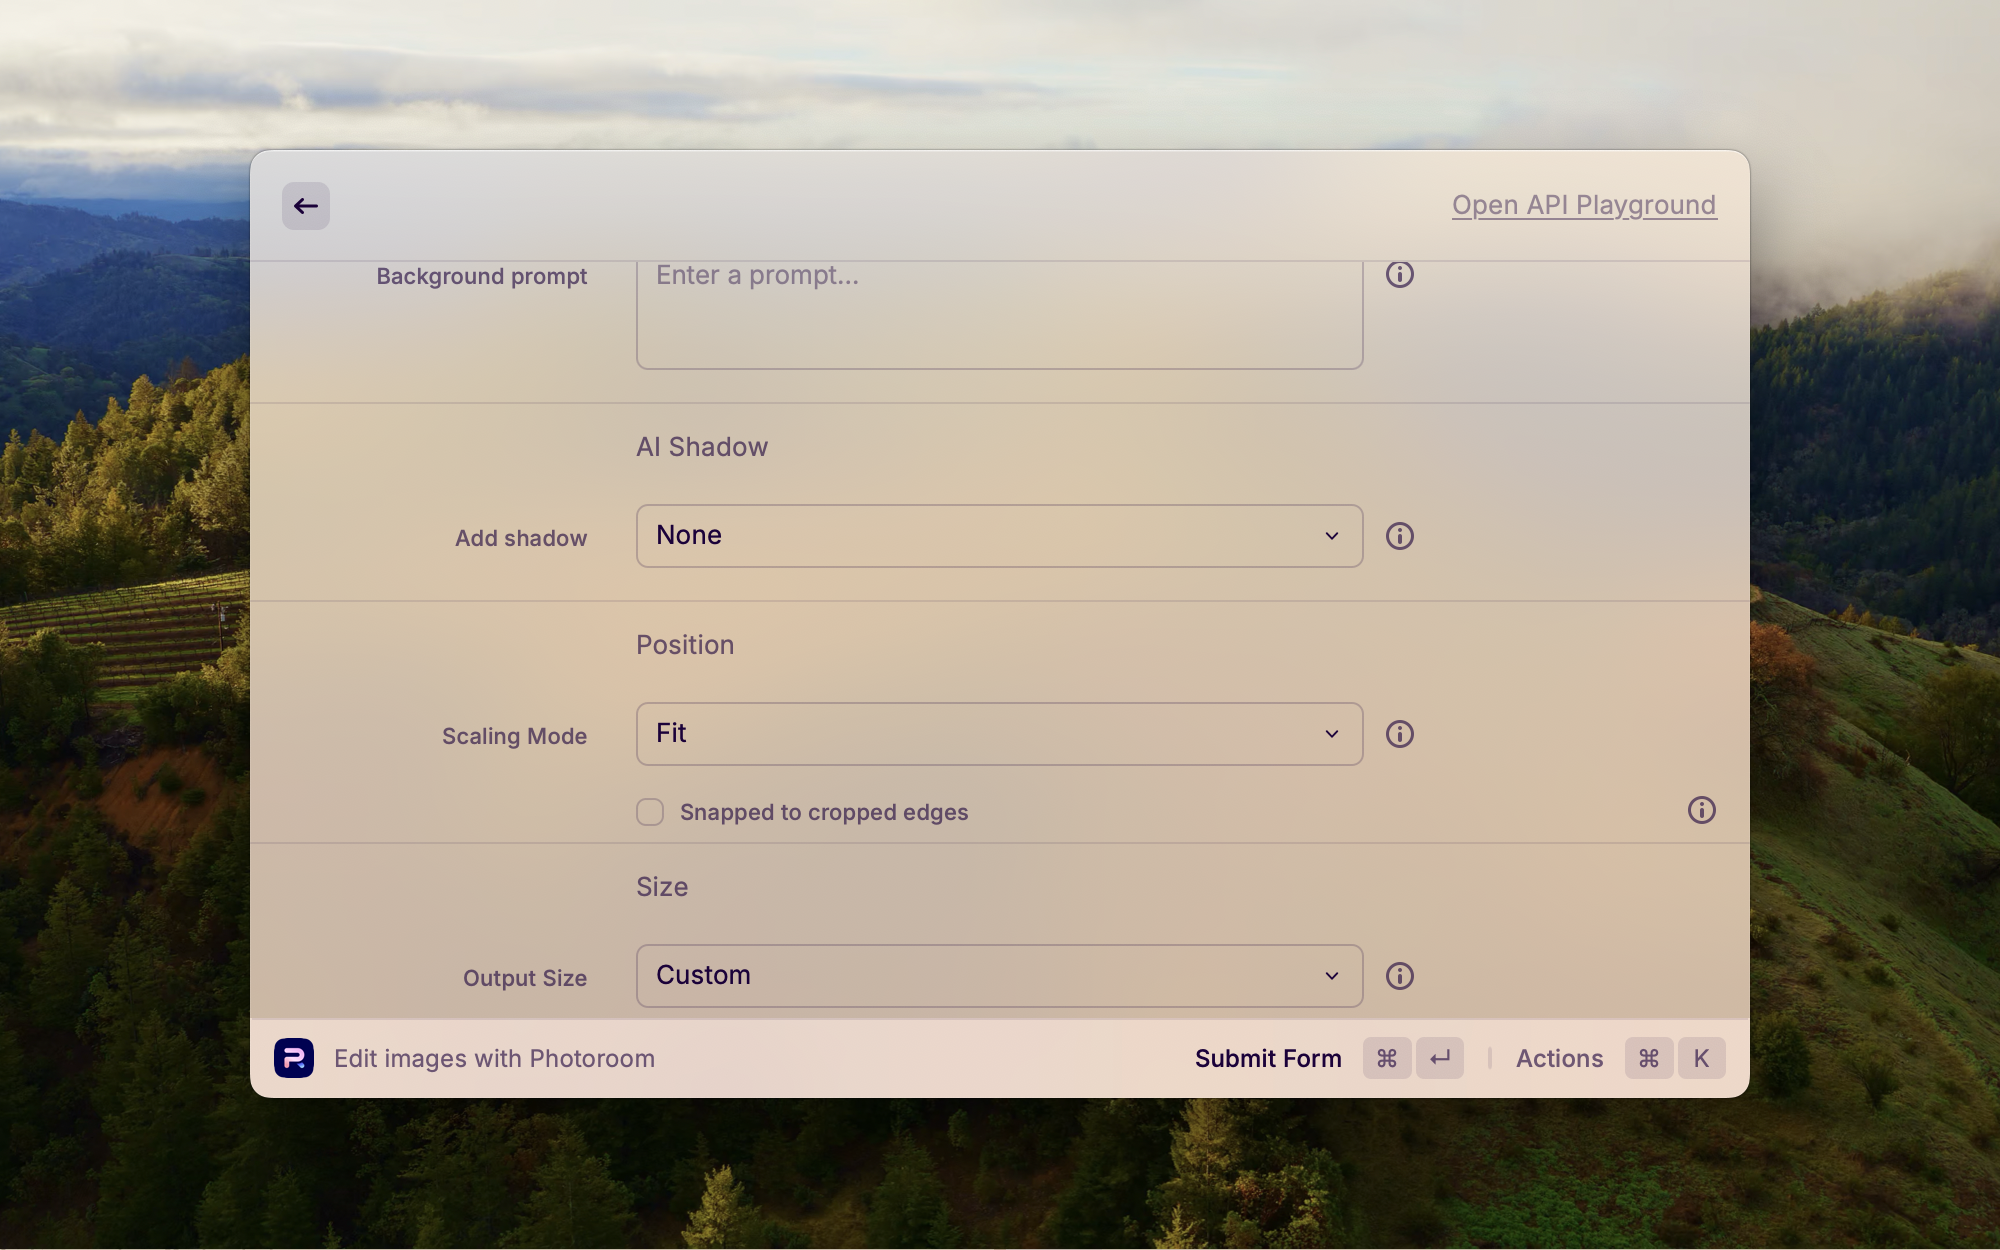 Open API Playground
Background prompt
Enter a prompt...
AI Shadow
Add shadow
None
Position
Scaling Mode
Fit
Snapped to cropped edges
Size
Output Size
Custom
Edit images with Photoroom
Submit Form ⌘ ↵ Actions ⌘ K